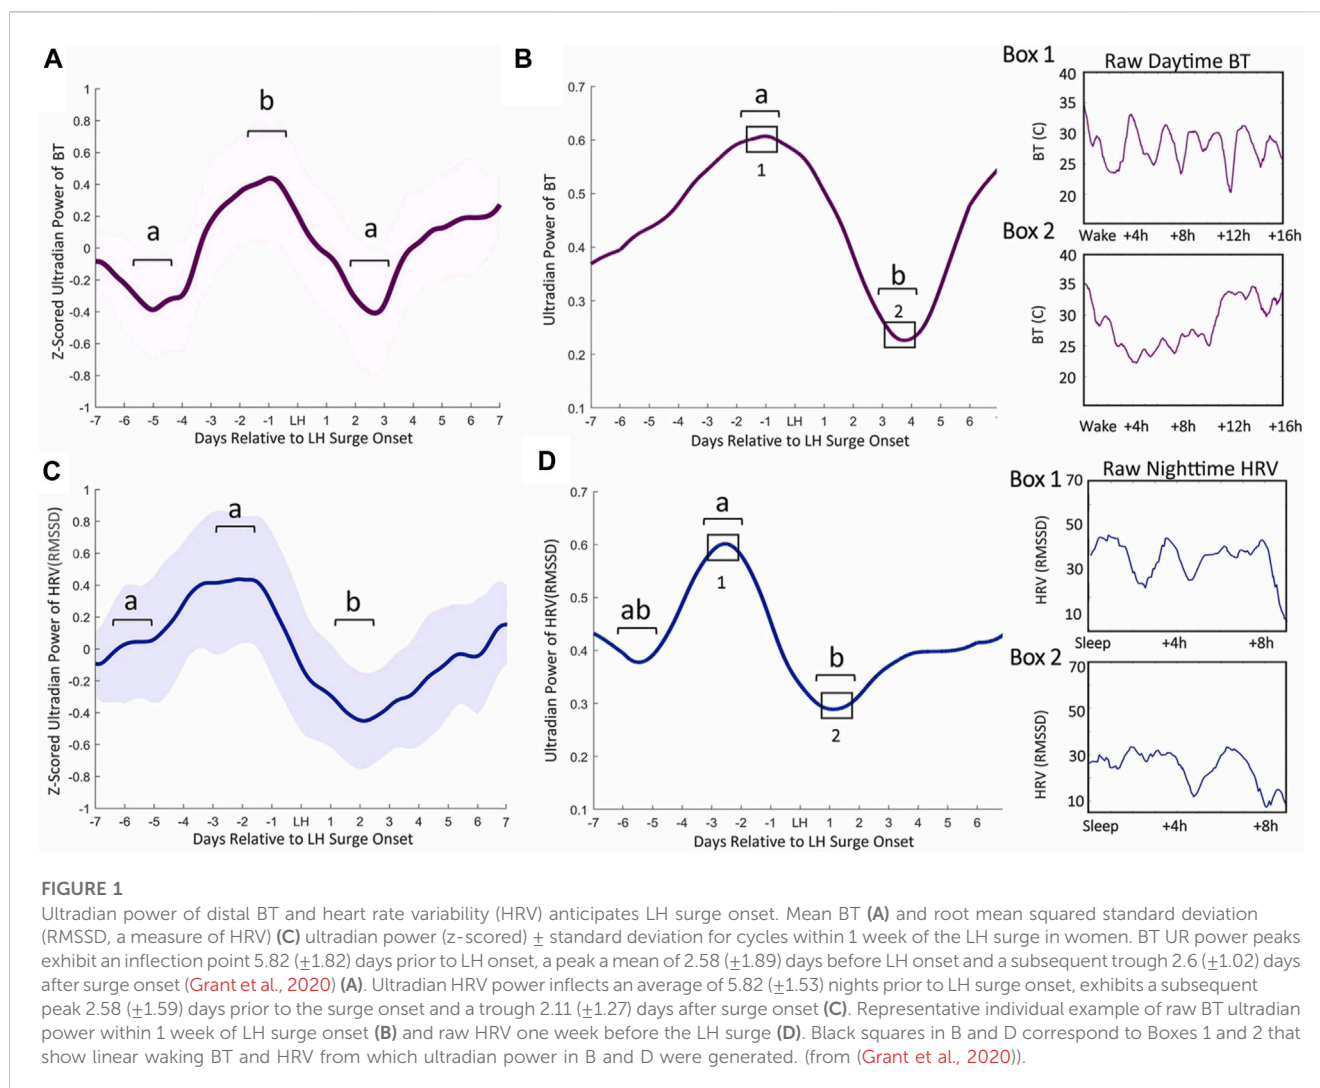 A
Z-Scored Ultradian Power of BT
1
0.8
0.6
0.4
0.2
0
-0.2
-0.4
-0.6
-0.8
-1
a
b
a
-7 -6 -5 -4 -3 -2 -1 LH 1 2 3 4 5 6 7
Days Relative to LH Surge Onset
B
Ultradian Power of BT
0.7
0.6
0.5
0.4
0.3
0.2
0.1
a
1
b
2
-7 -6 -5 -4 -3 -2 -1 LH 1 2 3 4 5 6
Days Relative to LH Surge Onset
Box 1
Raw Daytime BT
BT (C)
40
35
30
25
20
Wake +4h +8h +12h +16h
Box 2
BT (C)
40
35
30
25
20
Wake +4h +8h +12h +16h
C
Z-Scored Ultradian Power of HRV(RMSSD)
1
0.8
0.6
0.4
0.2
0
-0.2
-0.4
-0.6
-0.8
-1
a
a
b
-7 -6 -5 -4 -3 -2 -1 LH 1 2 3 4 5 6 7
Days Relative to LH Surge Onset
D
Ultradian Power of HRV(RMSSD)
0.7
0.6
0.5
0.4
0.3
0.2
0.1
ab
a
1
b
2
-7 -6 -5 -4 -3 -2 -1 LH 1 2 3 4 5 6
Days Relative to LH Surge Onset
Box 1
Raw Nighttime HRV
HRV (RMSSD)
70
50
30
10
Sleep +4h +8h
Box 2
HRV (RMSSD)
70
50
30
10
Sleep +4h +8h
FIGURE 1
Ultradian power of distal BT and heart rate variability (HRV) anticipates LH surge onset. Mean BT (A) and root mean squared standard deviation
(RMSSD, a measure of HRV) (C) ultradian power (z-scored) ± standard deviation for cycles within 1 week of the LH surge in women. BT UR power peaks
exhibit an inflection point 5.82 (±1.82) days prior to LH onset, a peak a mean of 2.58 (±1.89) days before LH onset and a subsequent trough 2.6 (±1.02) days
after surge onset (Grant et al., 2020) (A). Ultradian HRV power inflects an average of 5.82 (±1.53) nights prior to LH surge onset, exhibits a subsequent
peak 2.58 (±1.59) days prior to the surge onset and a trough 2.11 (±1.27) days after surge onset (C). Representative individual example of raw BT ultradian
power within 1 week of LH surge onset (B) and raw HRV one week before the LH surge (D). Black squares in B and D correspond to Boxes 1 and 2 that
show linear waking BT and HRV from which ultradian power in B and D were generated. (from (Grant et al., 2020)).